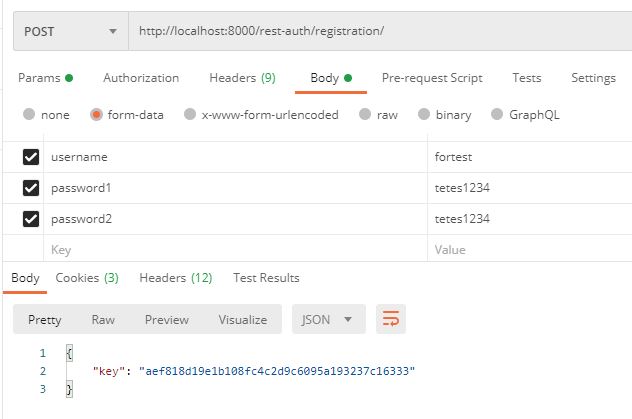 POST http://localhost:8000/rest-auth/registration/
Params Authorization Headers (9) Body Pre-request Script Tests Settings
none form-data x-www-form-urlencoded raw binary GraphQL
username fortest
password1 tetes1234
password2 tetes1234
Key Value
Body Cookies (3) Headers (12) Test Results
Pretty Raw Preview Visualize JSON
1 {
2 "key": "aef818d19e1b108fc4c2d9c6095a193237c16333"
3 }